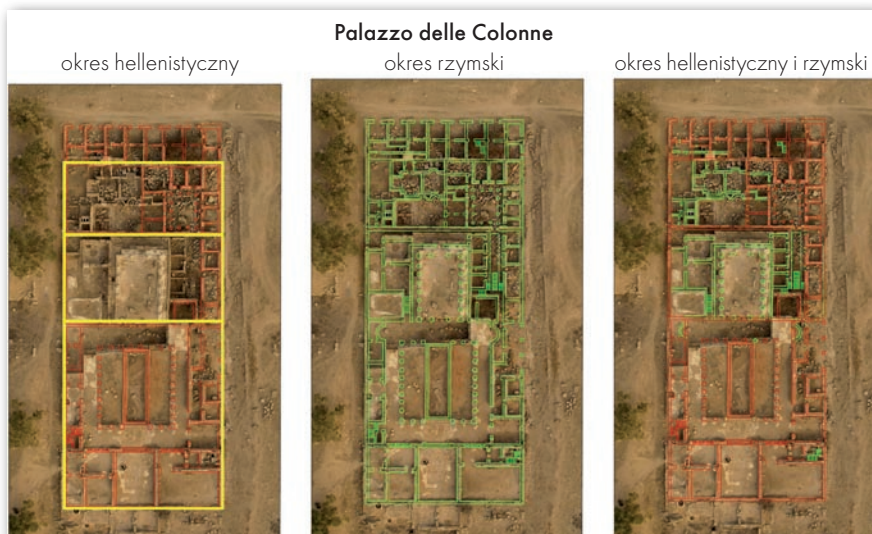 Palazzo delle Colonne
okres hellenistyczny
okres rzymski
okres hellenistyczny i rzymski